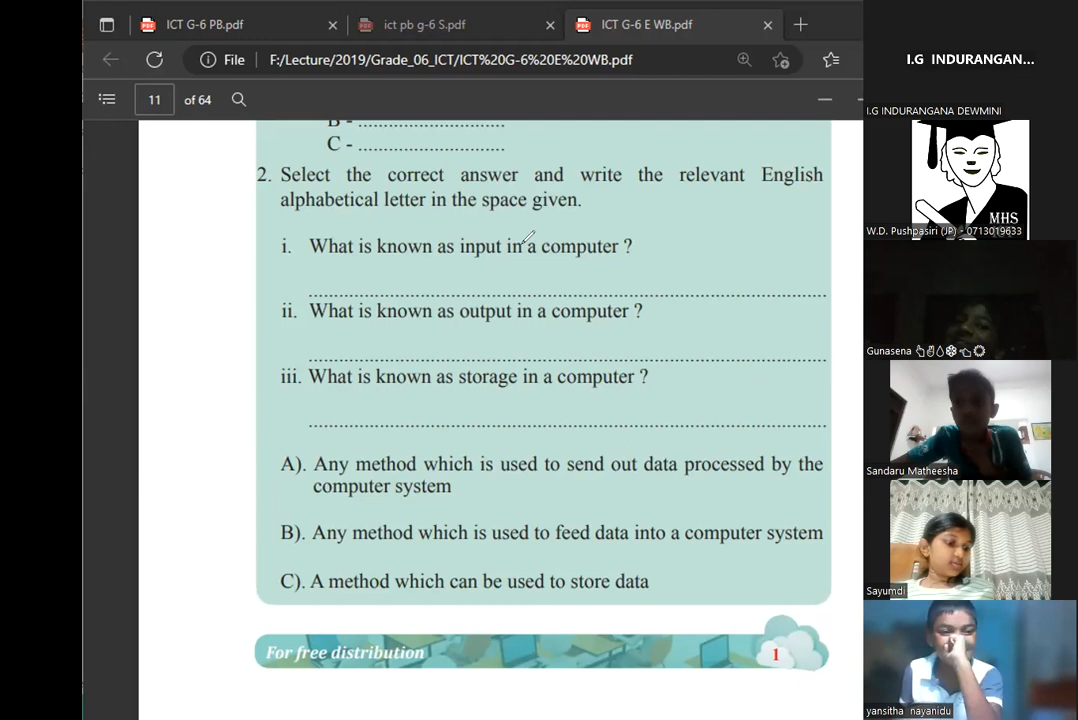 ICT G-6 PB.pdf
ict pb g-6 S.pdf
ICT G-6 E WB.pdf
File F:/Lecture/2019/Grade_06_ICT/ICT%20G-6%20E%20WB.pdf
11 of 64
B - ....................................
C - ....................................
2. Select the correct answer and write the relevant English
alphabetical letter in the space given.
i. What is known as input in a computer ?
ii. What is known as output in a computer ?
iii. What is known as storage in a computer ?
A). Any method which is used to send out data processed by the
computer system
B). Any method which is used to feed data into a computer system
C). A method which can be used to store data
For free distribution
1
I.G INDURANGAN...
I.G INDURANGANA DEWMINI
MHS
W.D. Pushpasiri (JP) - 0713019633
Gunasena
Sandaru Matheesha
Sayumdi
yansitha nayanidu